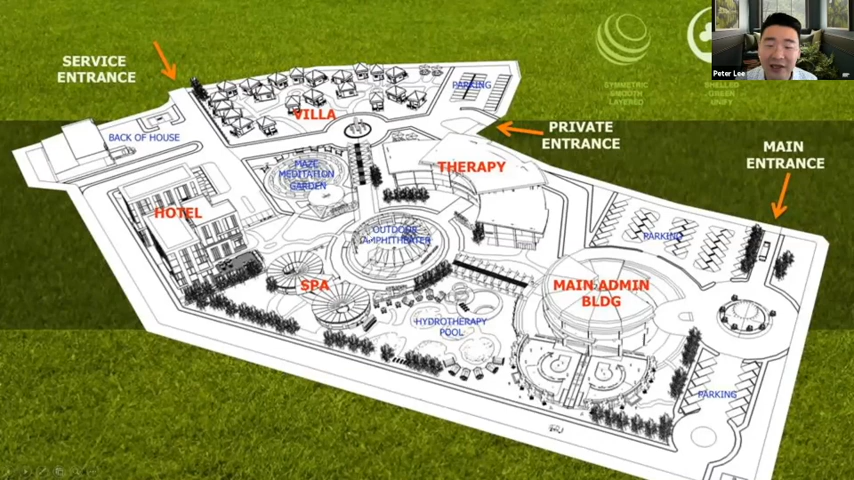 SERVICE
ENTRANCE
SYMMETRIC
SMOOTH
LAYERED
SHELLED
GREEN
UNIFY
Peter Lee
PARKING
VILLA
BACK OF HOUSE
PRIVATE
ENTRANCE
MAIN
ENTRANCE
MAZE
MEDITATION
GARDEN
THERAPY
HOTEL
OUTDOOR
AMPHITHEATER
PARKING
SPA
MAIN ADMIN
BLDG
HYDROTHERAPY
POOL
PARKING